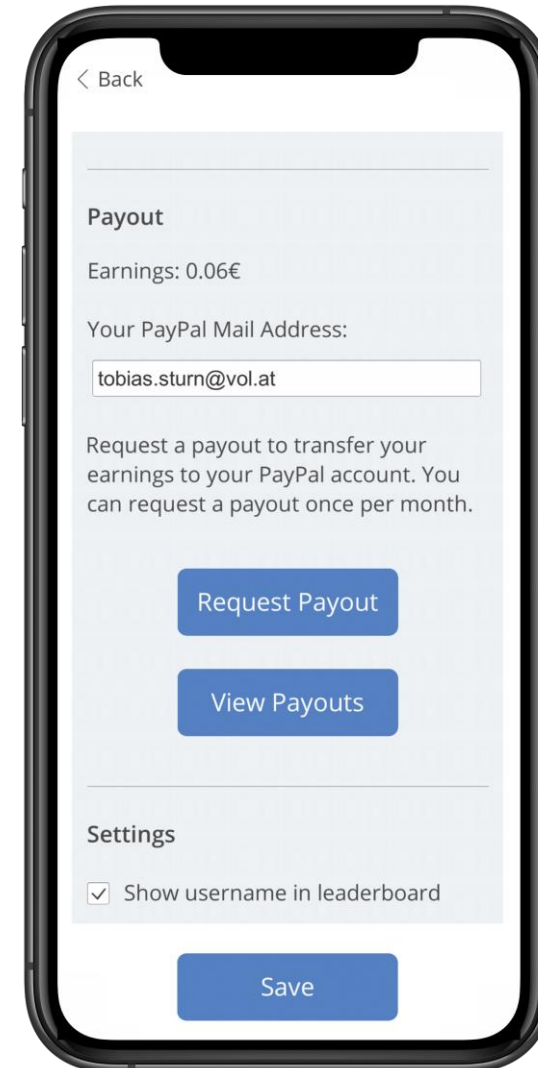 < Back
Payout
Earnings: 0.06€
Your PayPal Mail Address:
tobias.sturn@vol.at
Request a payout to transfer your
earnings to your PayPal account. You
can request a payout once per month.
Request Payout
View Payouts
Settings
Show username in leaderboard
Save